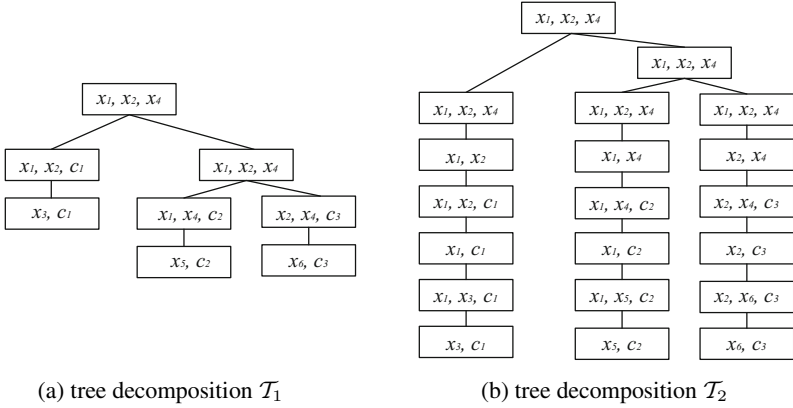 x₁, x₂, x₄
x₁, x₂, c₁
x₁, x₂, x₄
x₃, c₁
x₁, x₄, c₂
x₂, x₄, c₃
x₅, c₂
x₆, c₃
(a) tree decomposition 𝒯₁
x₁, x₂, x₄
x₁, x₂, x₄
x₁, x₂, x₄
x₁, x₂, x₄
x₁, x₂, x₄
x₁, x₂
x₁, x₄
x₂, x₄
x₁, x₂, c₁
x₁, x₄, c₂
x₂, x₄, c₃
x₁, c₁
x₁, c₂
x₂, c₃
x₁, x₃, c₁
x₁, x₅, c₂
x₂, x₆, c₃
x₃, c₁
x₅, c₂
x₆, c₃
(b) tree decomposition 𝒯₂